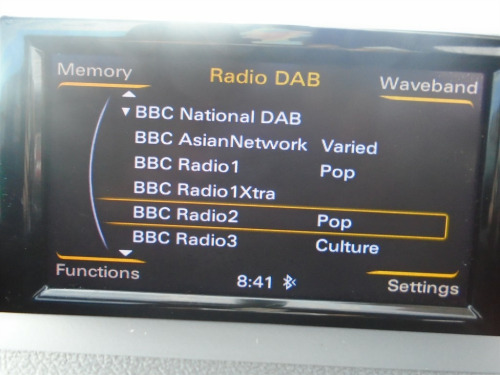 Memory
Radio DAB
Waveband
BBC National DAB
BBC AsianNetwork Varied
BBC Radio1 Pop
BBC Radio1Xtra
BBC Radio2 Pop
BBC Radio3 Culture
Functions
8:41
Settings